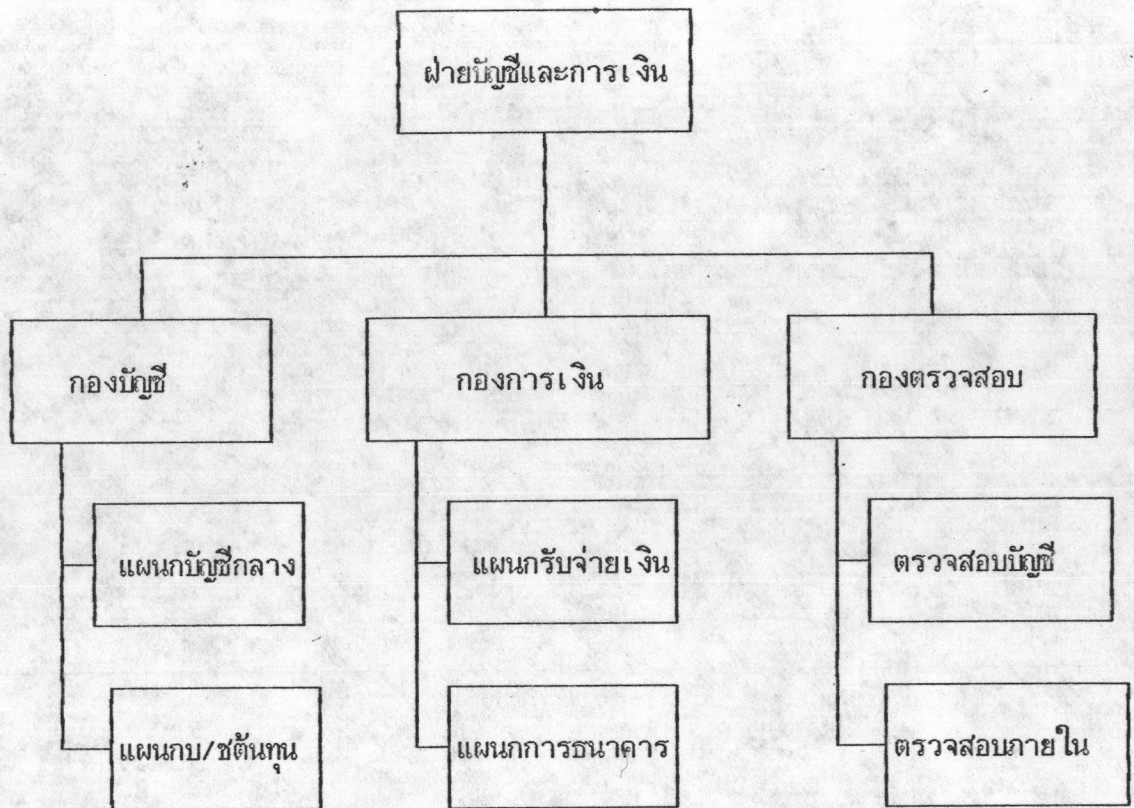 ฝ่ายบัญชีและการเงิน
กองบัญชี
กองการเงิน
กองตรวจสอบ
แผนกบัญชีกลาง
แผนกรับจ่ายเงิน
ตรวจสอบบัญชี
แผนกบ/ชต้นทุน
แผนกการธนาคาร
ตรวจสอบภายใน